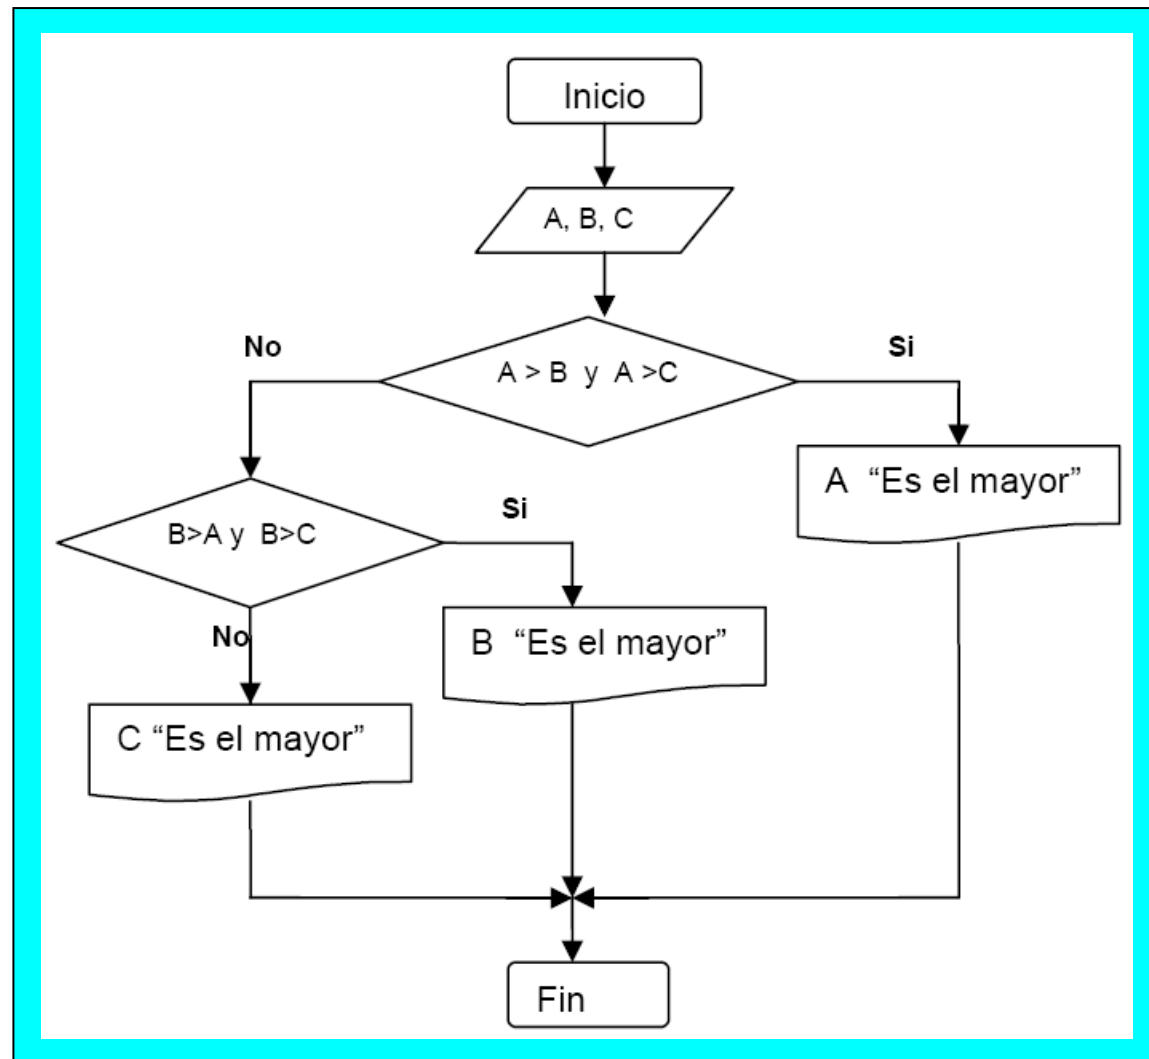 Inicio
A, B, C
No
Si
A > B y A >C
A “Es el mayor”
B>A y B>C
Si
No
B “Es el mayor”
C “Es el mayor”
Fin